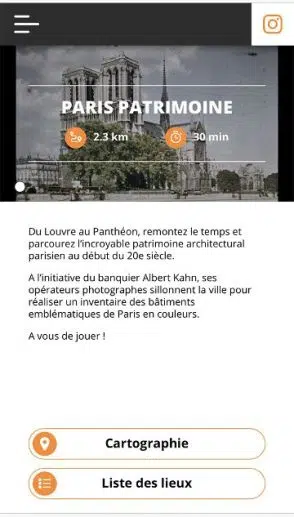 PARIS PATRIMOINE
2.3 km
30 min
Du Louvre au Panthéon, remontez le temps et
parcourez l'incroyable patrimoine architectural
parisien au début du 20e siècle.
A l'initiative du banquier Albert Kahn, ses
opérateurs photographes sillonnent la ville pour
réaliser un inventaire des bâtiments
emblématiques de Paris en couleurs.
A vous de jouer !
Cartographie
Liste des lieux